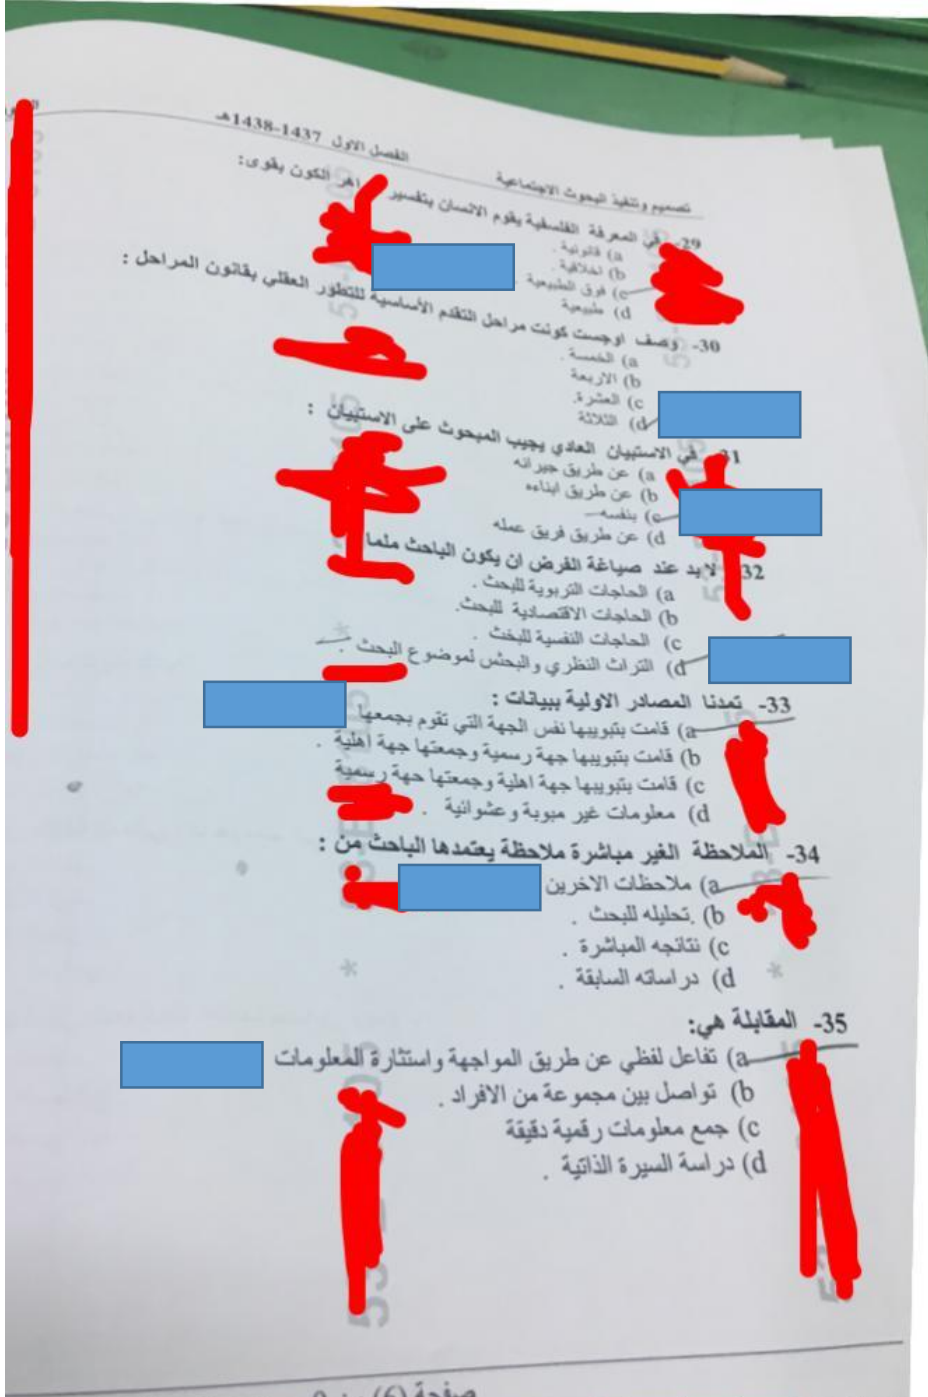 تصميم وتنفيذ البحوث الاجتماعية الفصل الاول 1437-1438هـ
29- في المعرفة الفلسفية يقوم الانسان بتفسير الكون بقوى:
a) قانونية .
b) اخلاقية .
c) فوق الطبيعية
d) طبيعية
30- وصف اوجست كونت مراحل التقدم الأساسية للتطور العقلي بقانون المراحل :
a) الخمسة .
b) الاربعة
c) العشرة.
d) الثلاثة
31 في الاستبيان العادي يجيب المبحوث على الاستبيان :
a) عن طريق جيرانه
b) عن طريق ابناءه
c) بنفسه
d) عن طريق فريق عمله
32 لا بد عند صياغة الفرض ان يكون الباحث ملما
a) الحاجات التربوية للبحث .
b) الحاجات الاقتصادية للبحث.
c) الحاجات النفسية للبحث .
d) التراث النظري والبحثي لموضوع البحث .
33- تمدنا المصادر الاولية ببيانات :
a) قامت بتبويبها نفس الجهة التي تقوم بجمعها
b) قامت بتبويبها جهة رسمية وجمعتها جهة اهلية .
c) قامت بتبويبها جهة اهلية وجمعتها جهة رسمية
d) معلومات غير مبوبة وعشوائية .
34- الملاحظة الغير مباشرة ملاحظة يعتمدها الباحث من :
a) ملاحظات الاخرين
b) .تحليله للبحث .
c) نتائجه المباشرة .
d) دراساته السابقة .
35- المقابلة هي:
a) تفاعل لفظي عن طريق المواجهة واستثارة المعلومات
b) تواصل بين مجموعة من الافراد .
c) جمع معلومات رقمية دقيقة
d) دراسة السيرة الذاتية .
صفحة (6)